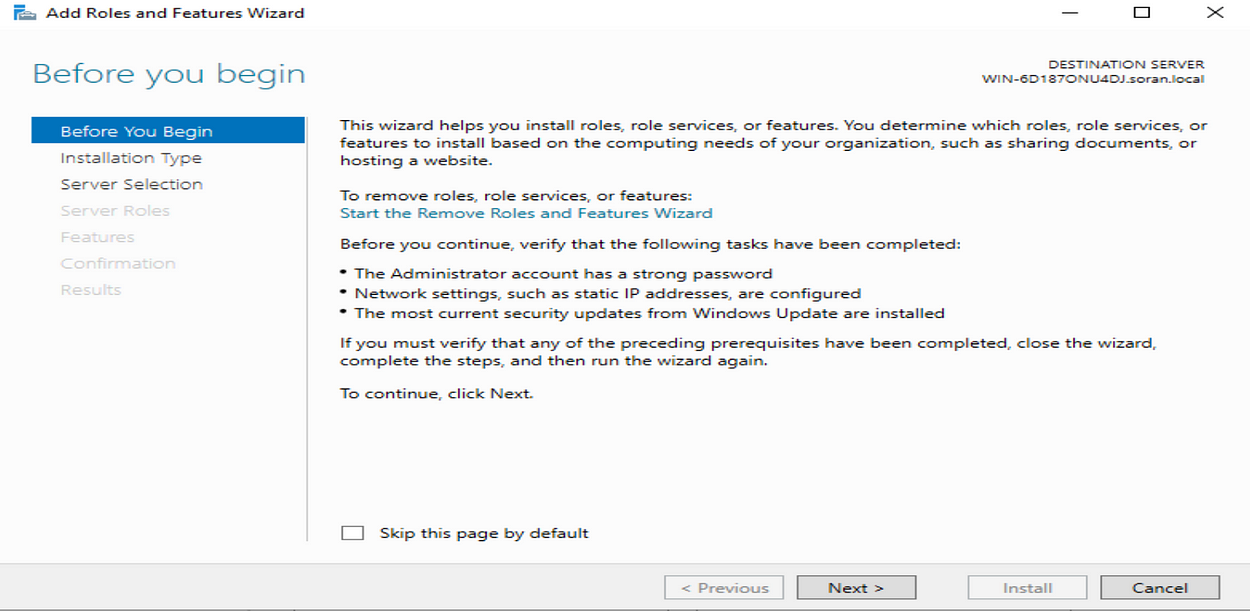 Add Roles and Features Wizard
Before you begin
DESTINATION SERVER
WIN-6D187ONU4DJ.soran.local
Before You Begin
Installation Type
Server Selection
Server Roles
Features
Confirmation
Results
This wizard helps you install roles, role services, or features. You determine which roles, role services, or
features to install based on the computing needs of your organization, such as sharing documents, or
hosting a website.
To remove roles, role services, or features:
Start the Remove Roles and Features Wizard
Before you continue, verify that the following tasks have been completed:
• The Administrator account has a strong password
• Network settings, such as static IP addresses, are configured
• The most current security updates from Windows Update are installed
If you must verify that any of the preceding prerequisites have been completed, close the wizard,
complete the steps, and then run the wizard again.
To continue, click Next.
Skip this page by default
< Previous
Next >
Install
Cancel